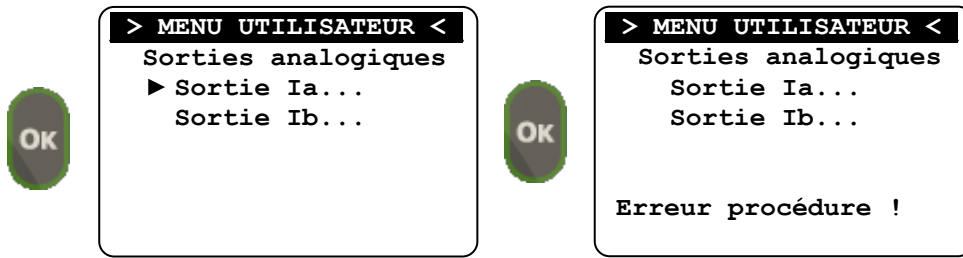 OK
> MENU UTILISATEUR <
Sorties analogiques
► Sortie Ia...
Sortie Ib...
OK
> MENU UTILISATEUR <
Sorties analogiques
Sortie Ia...
Sortie Ib...
Erreur procédure !